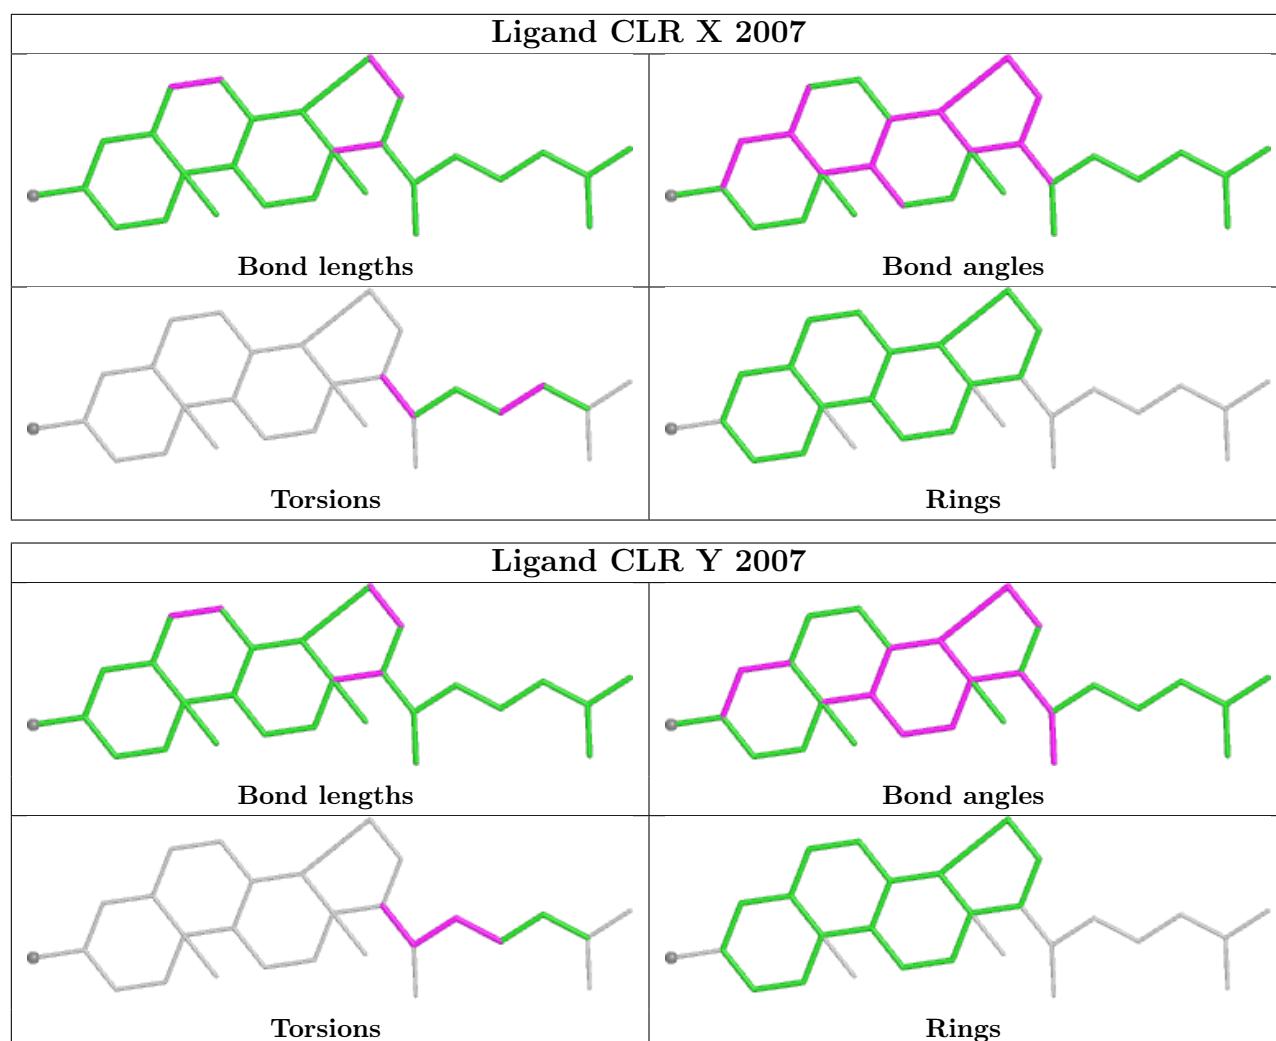 Ligand CLR X 2007
Bond lengths
Bond angles
Torsions
Rings
Ligand CLR Y 2007
Bond lengths
Bond angles
Torsions
Rings